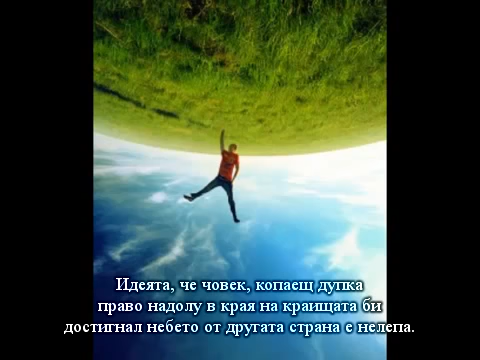 Идеята, че човек, копаещ дупка
право надолу в края на краищата би
достигнал небето от другата страна е нелепа.